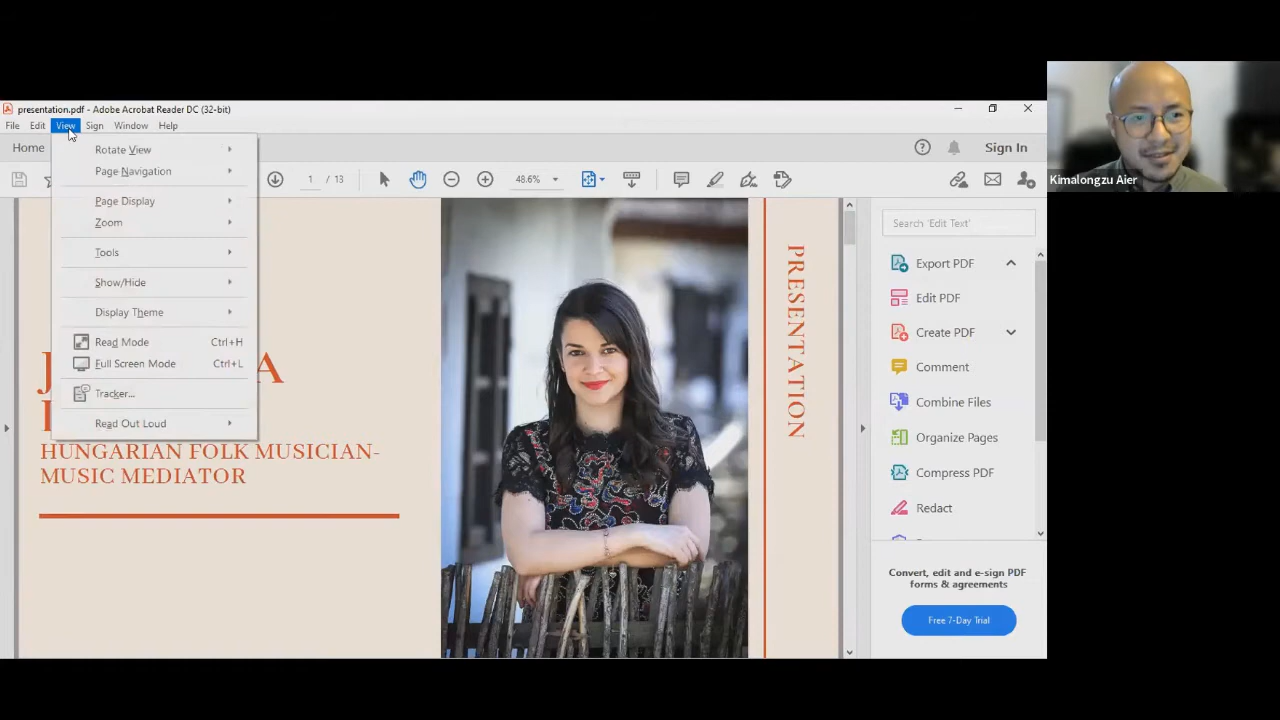 presentation.pdf - Adobe Acrobat Reader DC (32-bit)
File Edit View Sign Window Help
Home
Sign In
1 / 13
48.6%
Rotate View
Page Navigation
Page Display
Zoom
Tools
Show/Hide
Display Theme
Read Mode Ctrl+H
Full Screen Mode Ctrl+L
Tracker...
Read Out Loud
HUNGARIAN FOLK MUSICIAN-
MUSIC MEDIATOR
PRESENTATION
Search 'Edit Text'
Export PDF
Edit PDF
Create PDF
Comment
Combine Files
Organize Pages
Compress PDF
Redact
Convert, edit and e-sign PDF
forms & agreements
Free 7-Day Trial
Kimalongzu Aier